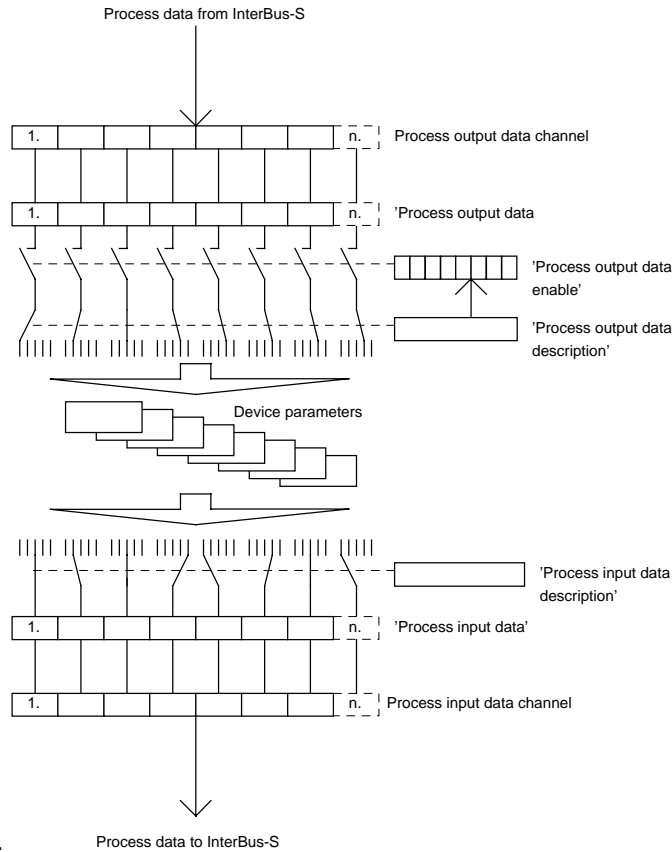 Process data from InterBus-S
1. n. Process output data channel
1. n. 'Process output data
'Process output data
enable'
'Process output data
description'
Device parameters
'Process input data
description'
1. n. 'Process input data'
1. n. Process input data channel
Process data to InterBus-S